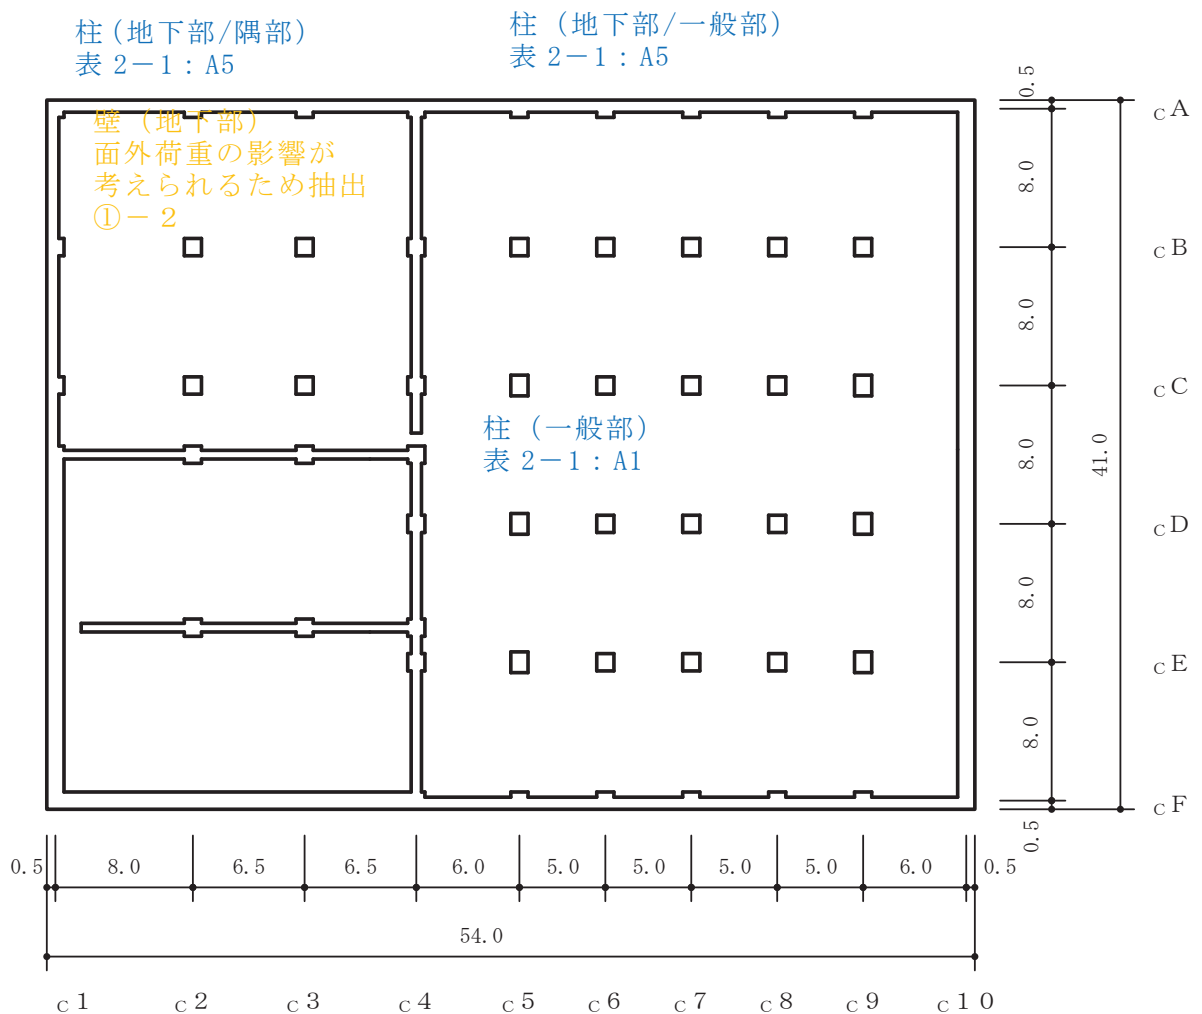 柱(地下部/隅部)
表 2－1：A5
柱 (地下部/一般部)
表 2－1：A5
壁 (地下部)
面外荷重の影響が
考えられるため抽出
①－2
柱 (一般部)
表 2－1：A1
0.5
8.0
8.0
8.0
8.0
8.0
0.5
41.0
cA
cB
cC
cD
cE
cF
0.5 8.0 6.5 6.5 6.0 5.0 5.0 5.0 5.0 6.0 0.5
54.0
c1 c2 c3 c4 c5 c6 c7 c8 c9 c10